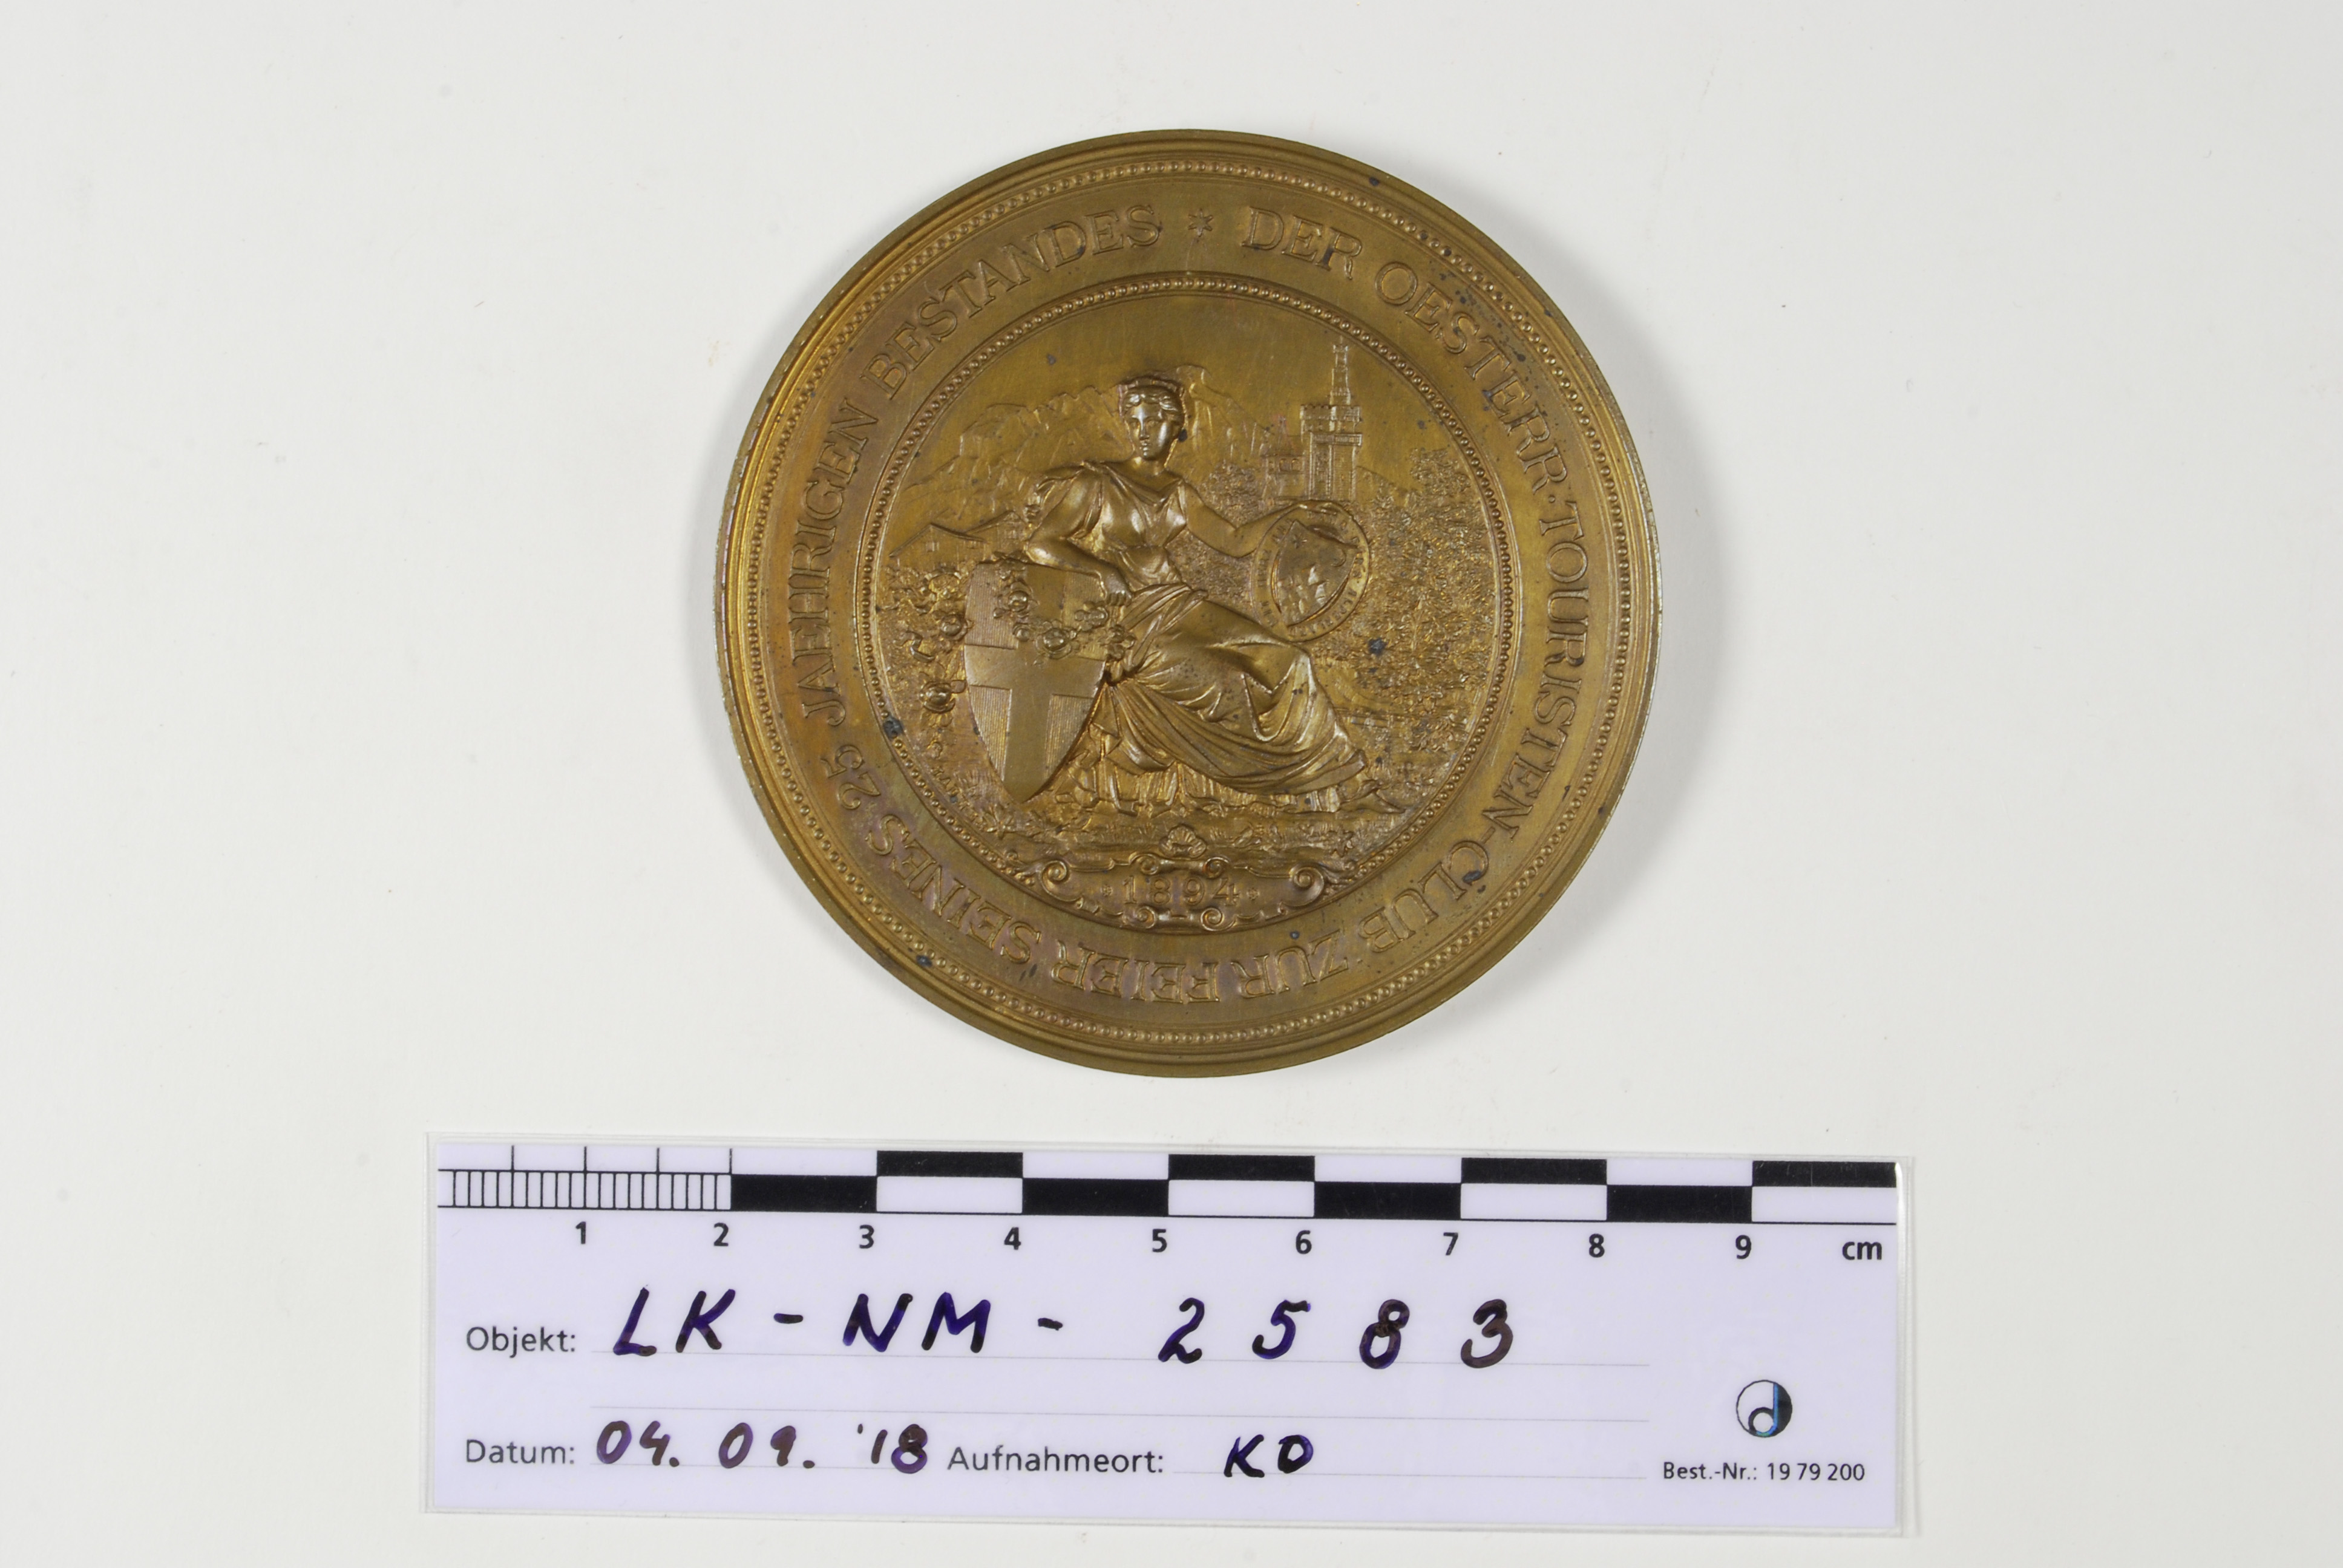 DER OESTERR·TOURISTEN-CLUB ZUR FEIER SEINES 25 JAEHRIGEN BESTANDES *
·1894·
1 2 3 4 5 6 7 8 9 cm
Objekt: LK-NM-2583
Datum: 04. 09. '18 Aufnahmeort: KO
Best.-Nr.: 19 79 200